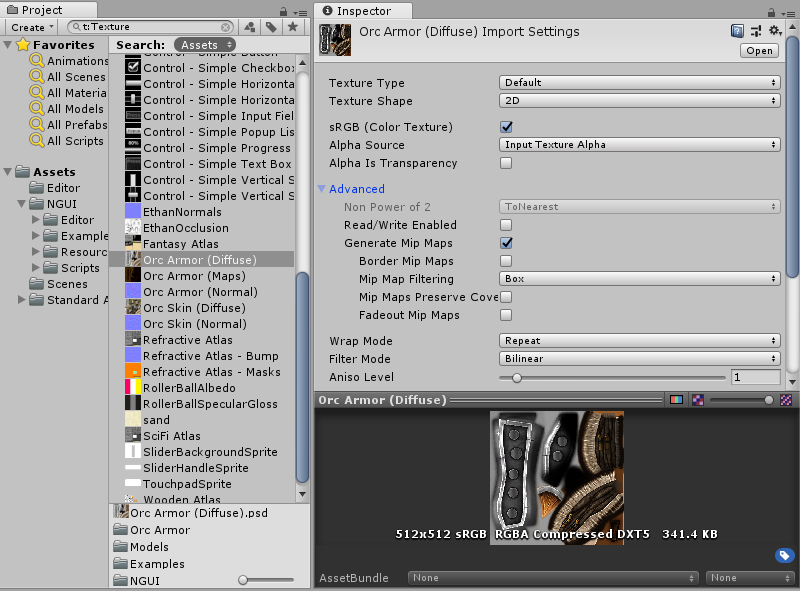 Project
Create
t:Texture
Favorites
Animations
All Scenes
All Materia
All Models
All Prefabs
All Scripts
Assets
Editor
NGUI
Editor
Example
Resourc
Scripts
Scenes
Standard A
Search: Assets
Control - Simple Button
Control - Simple Checkbox
Control - Simple Horizonta
Control - Simple Horizonta
Control - Simple Input Fiel
Control - Simple Popup Lis
Control - Simple Progress
Control - Simple Text Box
Control - Simple Vertical S
Control - Simple Vertical S
EthanNormals
EthanOcclusion
Fantasy Atlas
Orc Armor (Diffuse)
Orc Armor (Maps)
Orc Armor (Normal)
Orc Skin (Diffuse)
Orc Skin (Normal)
Refractive Atlas
Refractive Atlas - Bump
Refractive Atlas - Masks
RollerBallAlbedo
RollerBallSpecularGloss
sand
SciFi Atlas
SliderBackgroundSprite
SliderHandleSprite
TouchpadSprite
Wooden Atlas
Orc Armor (Diffuse).psd
Orc Armor
Models
Examples
NGUI
Inspector
Orc Armor (Diffuse) Import Settings
Open
Texture Type Default
Texture Shape 2D
sRGB (Color Texture)
Alpha Source Input Texture Alpha
Alpha Is Transparency
Advanced
Non Power of 2 ToNearest
Read/Write Enabled
Generate Mip Maps
Border Mip Maps
Mip Map Filtering Box
Mip Maps Preserve Cove
Fadeout Mip Maps
Wrap Mode Repeat
Filter Mode Bilinear
Aniso Level 1
Orc Armor (Diffuse)
512x512 sRGB RGBA Compressed DXT5 341.4 KB
AssetBundle None None